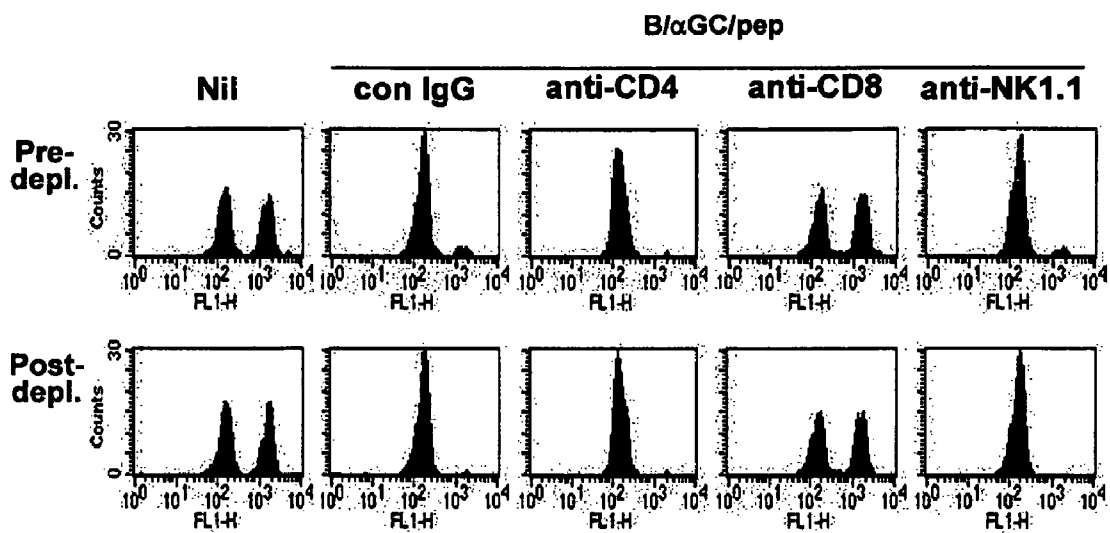 B/αGC/pep
Nil con IgG anti-CD4 anti-CD8 anti-NK1.1
Pre-
depl.
30
Counts
0
10^0 10^1 10^2 10^3 10^4 10^0 10^1 10^2 10^3 10^4 10^0 10^1 10^2 10^3 10^4 10^0 10^1 10^2 10^3 10^4 10^0 10^1 10^2 10^3 10^4
FL1-H FL1-H FL1-H FL1-H FL1-H
Post-
depl.
30
Counts
0
10^0 10^1 10^2 10^3 10^4 10^0 10^1 10^2 10^3 10^4 10^0 10^1 10^2 10^3 10^4 10^0 10^1 10^2 10^3 10^4 10^0 10^1 10^2 10^3 10^4
FL1-H FL1-H FL1-H FL1-H FL1-H